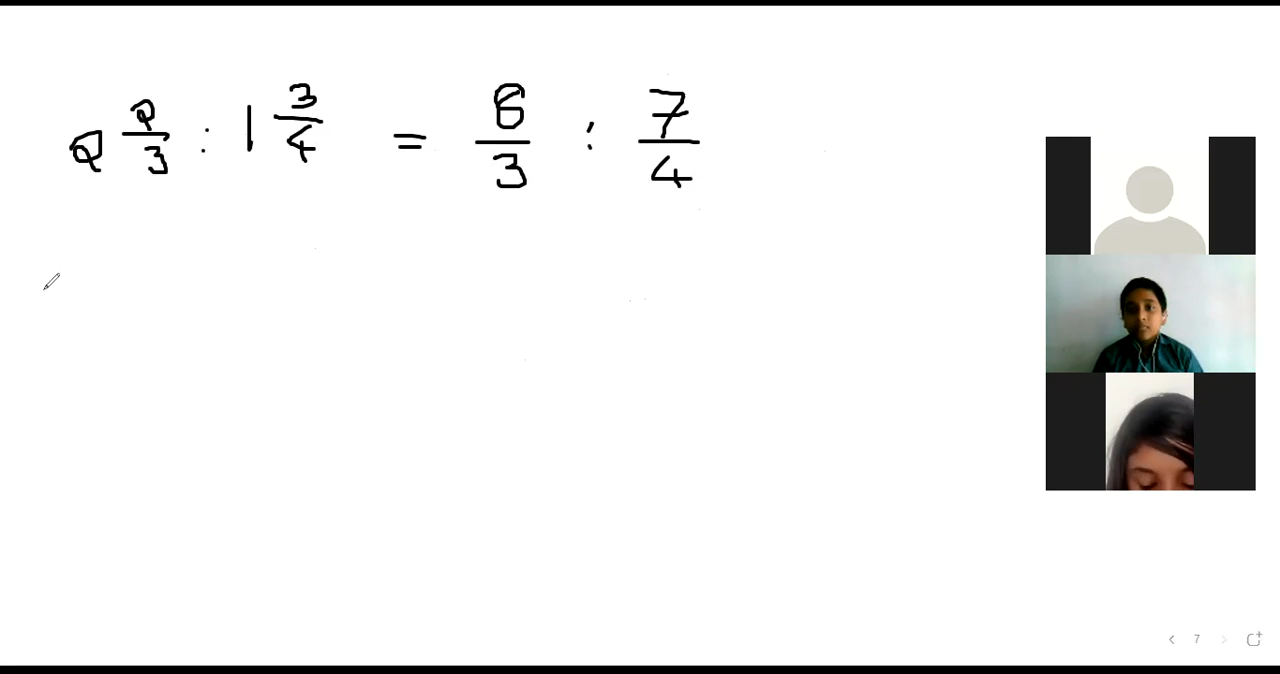 2 2/3 : 1 3/4 = 8/3 : 7/4
7